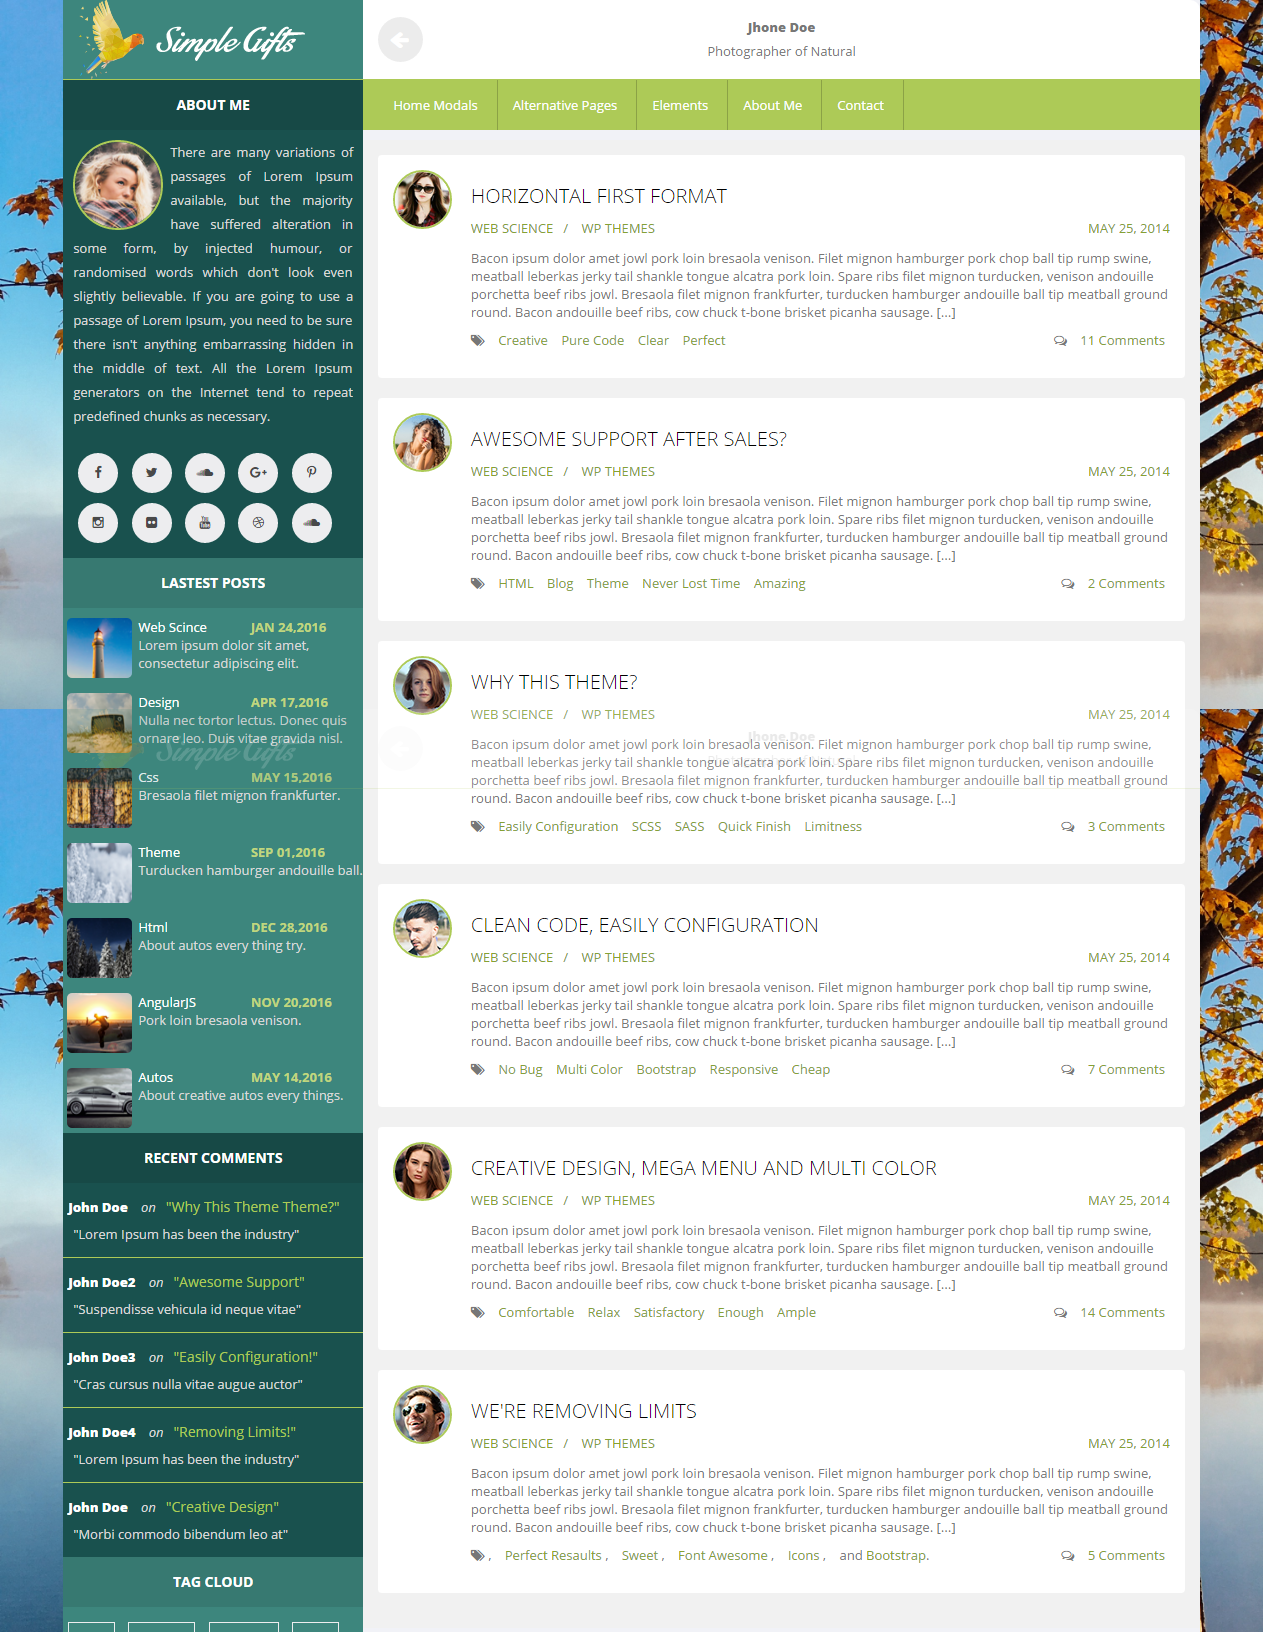 Simple Gifts
Jhone Doe
Photographer of Natural
Home Modals
Alternative Pages
Elements
About Me
Contact
ABOUT ME
There are many variations of
passages of Lorem Ipsum
available, but the majority
have suffered alteration in
some form, by injected humour, or
randomised words which don't look even
slightly believable. If you are going to use a
passage of Lorem Ipsum, you need to be sure
there isn't anything embarrassing hidden in
the middle of text. All the Lorem Ipsum
generators on the Internet tend to repeat
predefined chunks as necessary.
LASTEST POSTS
Web Scince JAN 24,2016
Lorem ipsum dolor sit amet,
consectetur adipiscing elit.
Design APR 17,2016
Nulla nec tortor lectus. Donec quis
ornare leo. Duis vitae gravida nisl.
Simple Gifts
Css MAY 15,2016
Bresaola filet mignon frankfurter.
Theme SEP 01,2016
Turducken hamburger andouille ball.
Html DEC 28,2016
About autos every thing try.
AngularJS NOV 20,2016
Pork loin bresaola venison.
Autos MAY 14,2016
About creative autos every things.
RECENT COMMENTS
John Doe on "Why This Theme Theme?"
"Lorem Ipsum has been the industry"
John Doe2 on "Awesome Support"
"Suspendisse vehicula id neque vitae"
John Doe3 on "Easily Configuration!"
"Cras cursus nulla vitae augue auctor"
John Doe4 on "Removing Limits!"
"Lorem Ipsum has been the industry"
John Doe on "Creative Design"
"Morbi commodo bibendum leo at"
TAG CLOUD
HORIZONTAL FIRST FORMAT
WEB SCIENCE / WP THEMES MAY 25, 2014
Bacon ipsum dolor amet jowl pork loin bresaola venison. Filet mignon hamburger pork chop ball tip rump swine,
meatball leberkas jerky tail shankle tongue alcatra pork loin. Spare ribs filet mignon turducken, venison andouille
porchetta beef ribs jowl. Bresaola filet mignon frankfurter, turducken hamburger andouille ball tip meatball ground
round. Bacon andouille beef ribs, cow chuck t-bone brisket picanha sausage. [...]
Creative Pure Code Clear Perfect 11 Comments
AWESOME SUPPORT AFTER SALES?
WEB SCIENCE / WP THEMES MAY 25, 2014
Bacon ipsum dolor amet jowl pork loin bresaola venison. Filet mignon hamburger pork chop ball tip rump swine,
meatball leberkas jerky tail shankle tongue alcatra pork loin. Spare ribs filet mignon turducken, venison andouille
porchetta beef ribs jowl. Bresaola filet mignon frankfurter, turducken hamburger andouille ball tip meatball ground
round. Bacon andouille beef ribs, cow chuck t-bone brisket picanha sausage. [...]
HTML Blog Theme Never Lost Time Amazing 2 Comments
WHY THIS THEME?
WEB SCIENCE / WP THEMES MAY 25, 2014
Jhone Doe
Bacon ipsum dolor amet jowl pork loin bresaola venison. Filet mignon hamburger pork chop ball tip rump swine,
meatball leberkas jerky tail shankle tongue alcatra pork loin. Spare ribs filet mignon turducken, venison andouille
porchetta beef ribs jowl. Bresaola filet mignon frankfurter, turducken hamburger andouille ball tip meatball ground
round. Bacon andouille beef ribs, cow chuck t-bone brisket picanha sausage. [...]
Easily Configuration SCSS SASS Quick Finish Limitness 3 Comments
CLEAN CODE, EASILY CONFIGURATION
WEB SCIENCE / WP THEMES MAY 25, 2014
Bacon ipsum dolor amet jowl pork loin bresaola venison. Filet mignon hamburger pork chop ball tip rump swine,
meatball leberkas jerky tail shankle tongue alcatra pork loin. Spare ribs filet mignon turducken, venison andouille
porchetta beef ribs jowl. Bresaola filet mignon frankfurter, turducken hamburger andouille ball tip meatball ground
round. Bacon andouille beef ribs, cow chuck t-bone brisket picanha sausage. [...]
No Bug Multi Color Bootstrap Responsive Cheap 7 Comments
CREATIVE DESIGN, MEGA MENU AND MULTI COLOR
WEB SCIENCE / WP THEMES MAY 25, 2014
Bacon ipsum dolor amet jowl pork loin bresaola venison. Filet mignon hamburger pork chop ball tip rump swine,
meatball leberkas jerky tail shankle tongue alcatra pork loin. Spare ribs filet mignon turducken, venison andouille
porchetta beef ribs jowl. Bresaola filet mignon frankfurter, turducken hamburger andouille ball tip meatball ground
round. Bacon andouille beef ribs, cow chuck t-bone brisket picanha sausage. [...]
Comfortable Relax Satisfactory Enough Ample 14 Comments
WE'RE REMOVING LIMITS
WEB SCIENCE / WP THEMES MAY 25, 2014
Bacon ipsum dolor amet jowl pork loin bresaola venison. Filet mignon hamburger pork chop ball tip rump swine,
meatball leberkas jerky tail shankle tongue alcatra pork loin. Spare ribs filet mignon turducken, venison andouille
porchetta beef ribs jowl. Bresaola filet mignon frankfurter, turducken hamburger andouille ball tip meatball ground
round. Bacon andouille beef ribs, cow chuck t-bone brisket picanha sausage. [...]
, Perfect Resaults , Sweet , Font Awesome , Icons , and Bootstrap. 5 Comments